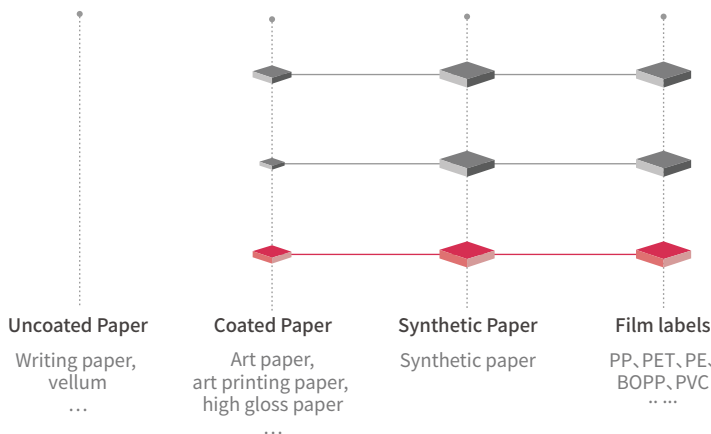 Uncoated Paper
Writing paper,
vellum
...
Coated Paper
Art paper,
art printing paper,
high gloss paper
...
Synthetic Paper
Synthetic paper
Film labels
PP、PET、PE、
BOPP、PVC
.. ...